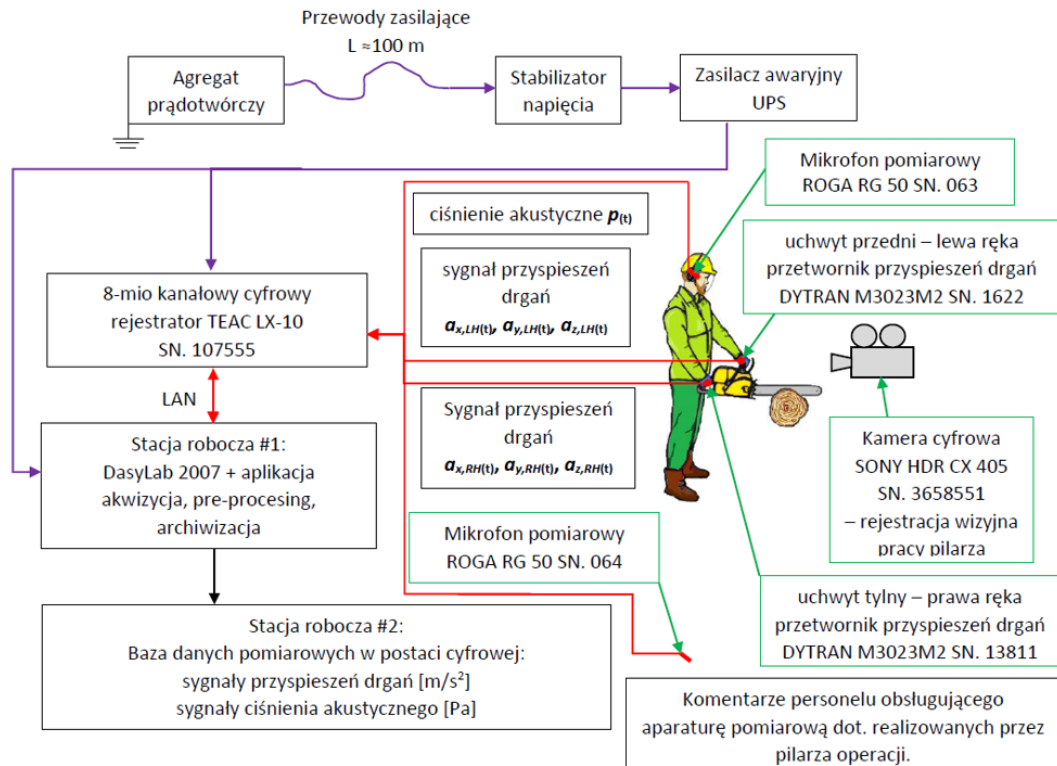 Przewody zasilające
L ≈100 m
Agregat
prądotwórczy
Stabilizator
napięcia
Zasilacz awaryjny
UPS
Mikrofon pomiarowy
ROGA RG 50 SN. 063
ciśnienie akustyczne p(t)
uchwyt przedni – lewa ręka
przetwornik przyspieszeń drgań
DYTRAN M3023M2 SN. 1622
sygnał przyspieszeń
drgań
ax,LH(t), ay,LH(t), az,LH(t)
8-mio kanałowy cyfrowy
rejestrator TEAC LX-10
SN. 107555
LAN
Sygnał przyspieszeń
drgań
ax,RH(t), ay,RH(t), az,RH(t)
Stacja robocza #1:
DasyLab 2007 + aplikacja
akwizycja, pre-procesing,
archiwizacja
Kamera cyfrowa
SONY HDR CX 405
SN. 3658551
– rejestracja wizyjna
pracy pilarza
Mikrofon pomiarowy
ROGA RG 50 SN. 064
uchwyt tylny – prawa ręka
przetwornik przyspieszeń drgań
DYTRAN M3023M2 SN. 13811
Stacja robocza #2:
Baza danych pomiarowych w postaci cyfrowej:
sygnały przyspieszeń drgań [m/s²]
sygnały ciśnienia akustycznego [Pa]
Komentarze personelu obsługującego
aparaturę pomiarową dot. realizowanych przez
pilarza operacji.